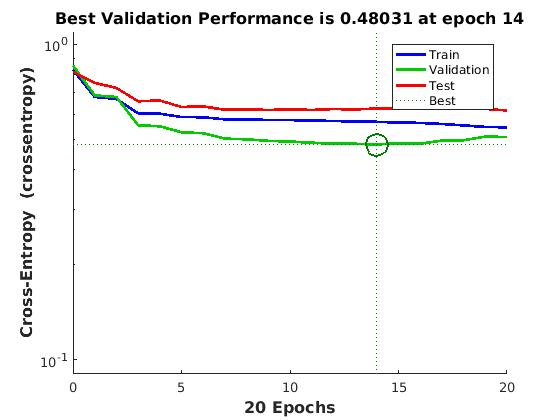 Best Validation Performance is 0.48031 at epoch 14
Cross-Entropy (crossentropy)
10^0
10^-1
Train
Validation
Test
Best
0 5 10 15 20
20 Epochs